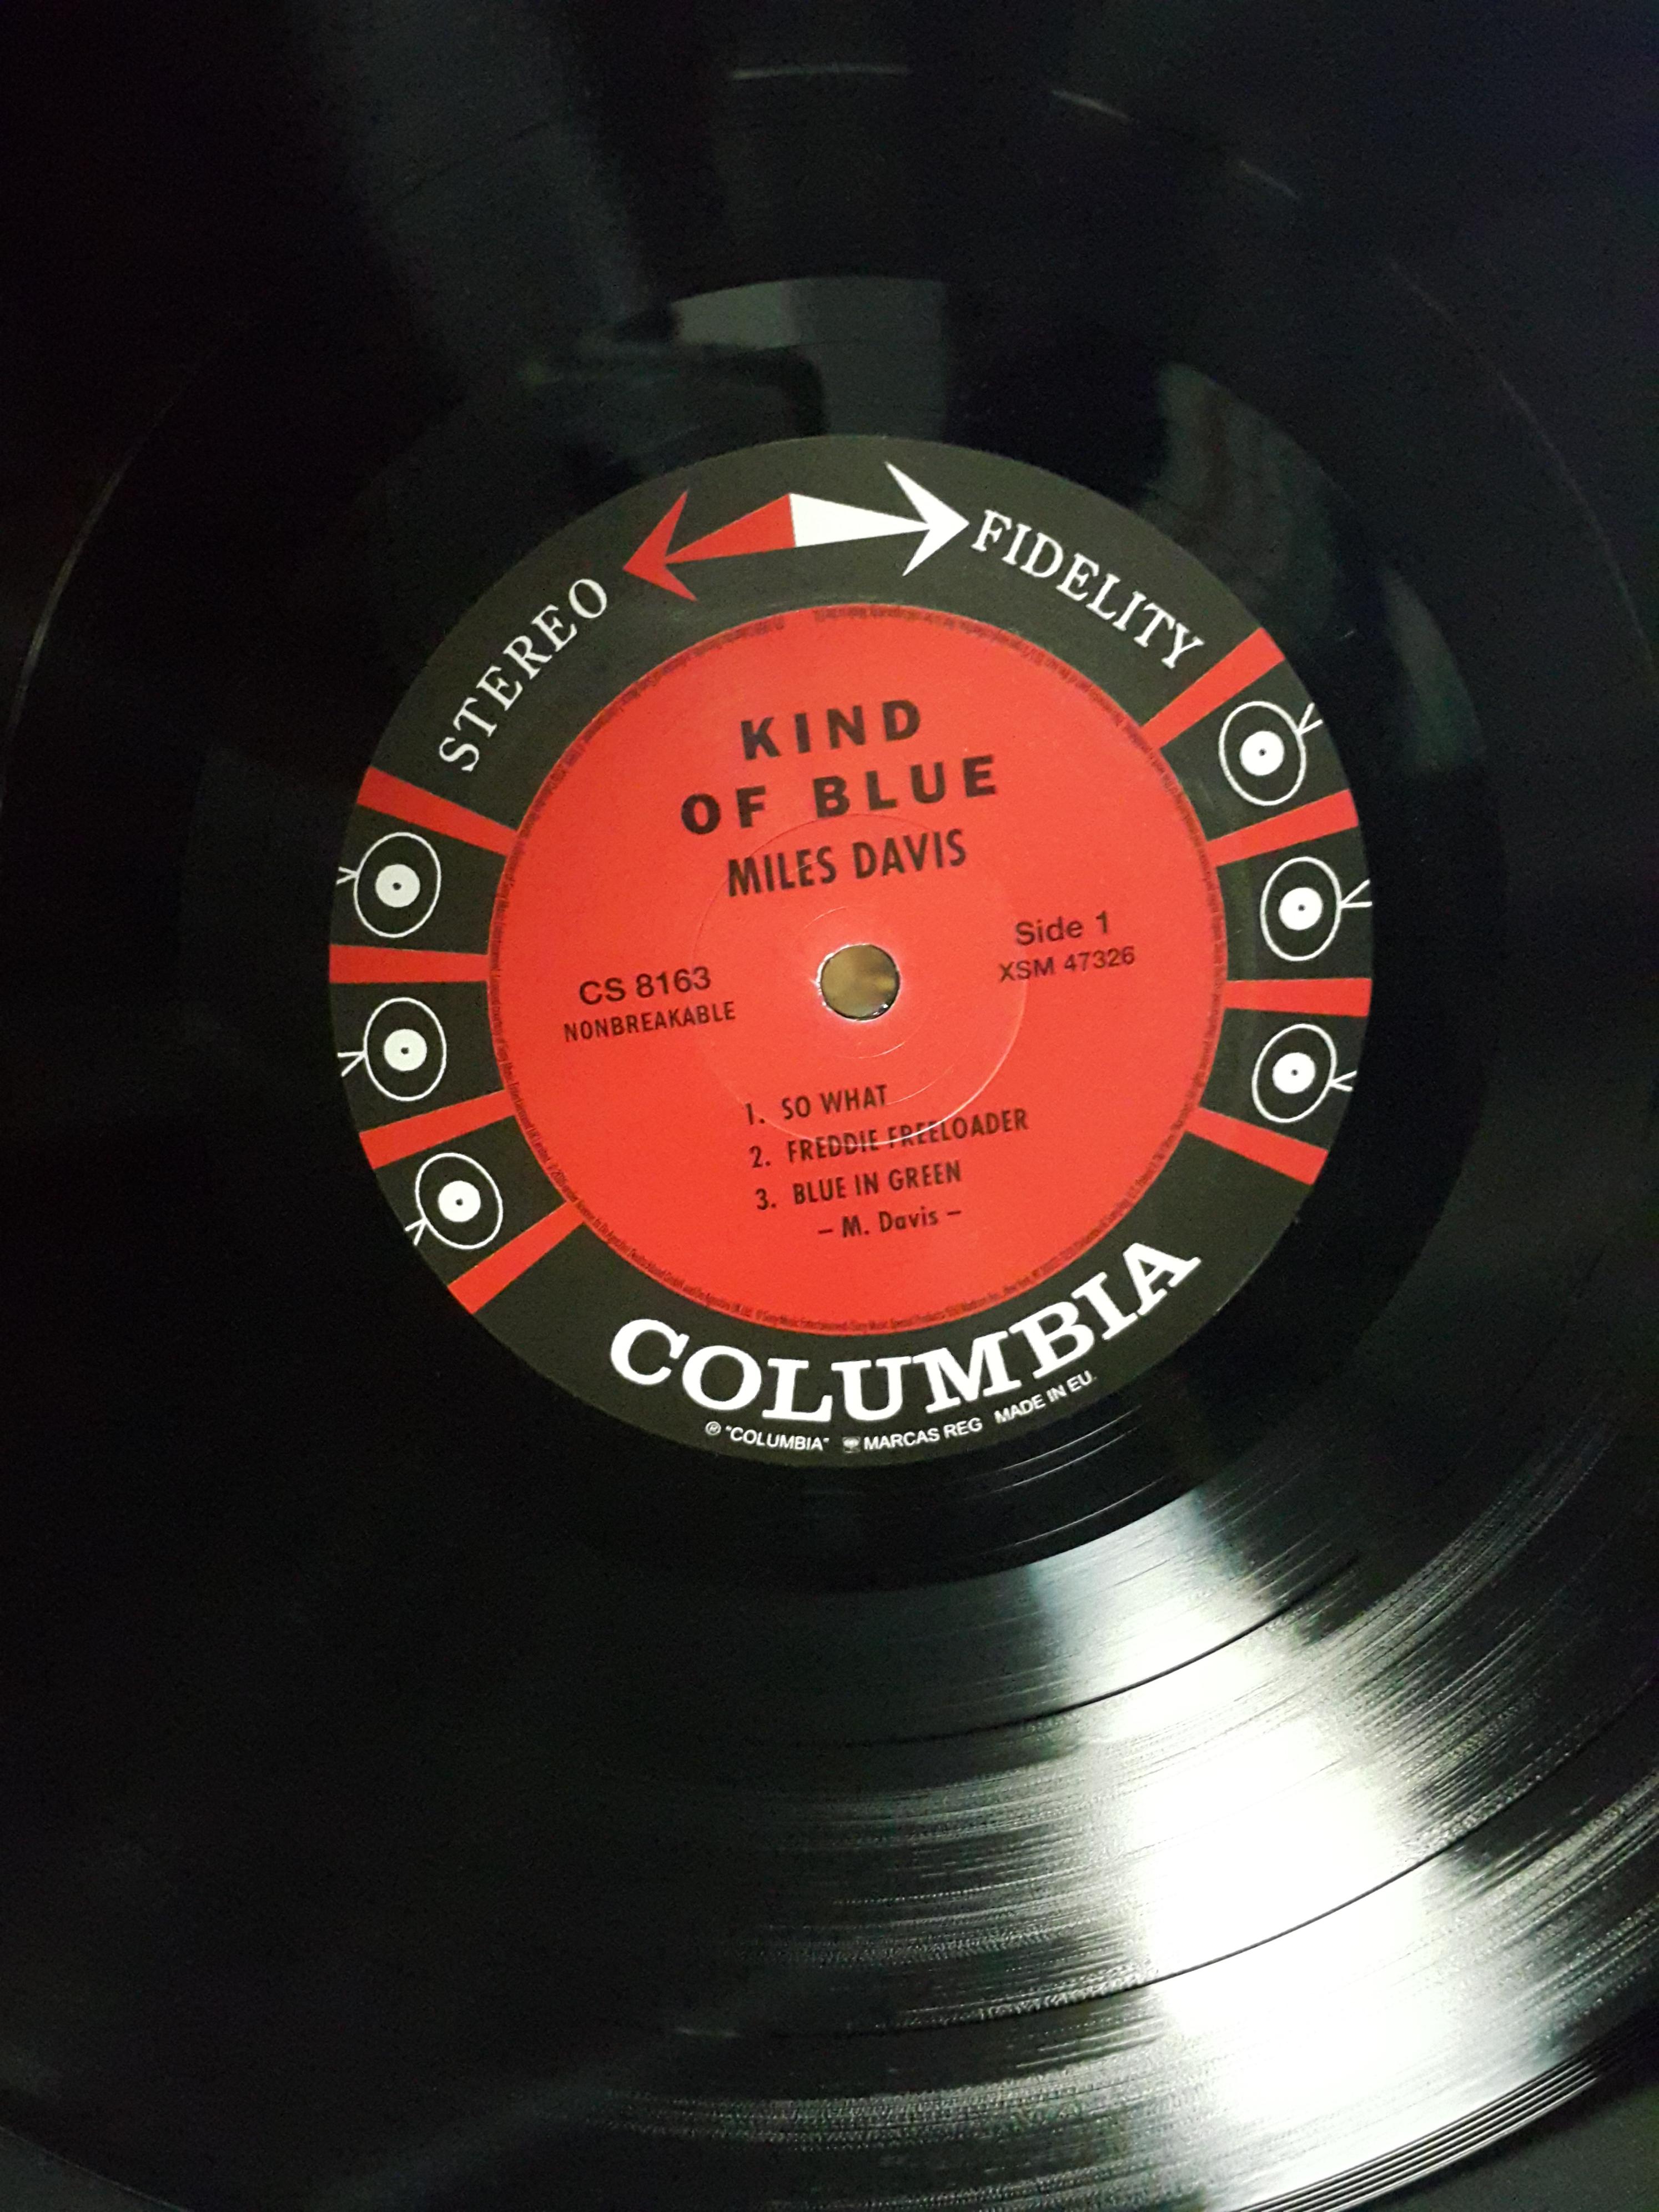 STEREO FIDELITY
KIND
OF BLUE
MILES DAVIS
CS 8163
NONBREAKABLE
Side 1
XSM 47326
1. SO WHAT
2. FREDDIE FREELOADER
3. BLUE IN GREEN
– M. Davis –
COLUMBIA
® "COLUMBIA" MARCAS REG MADE IN EU.